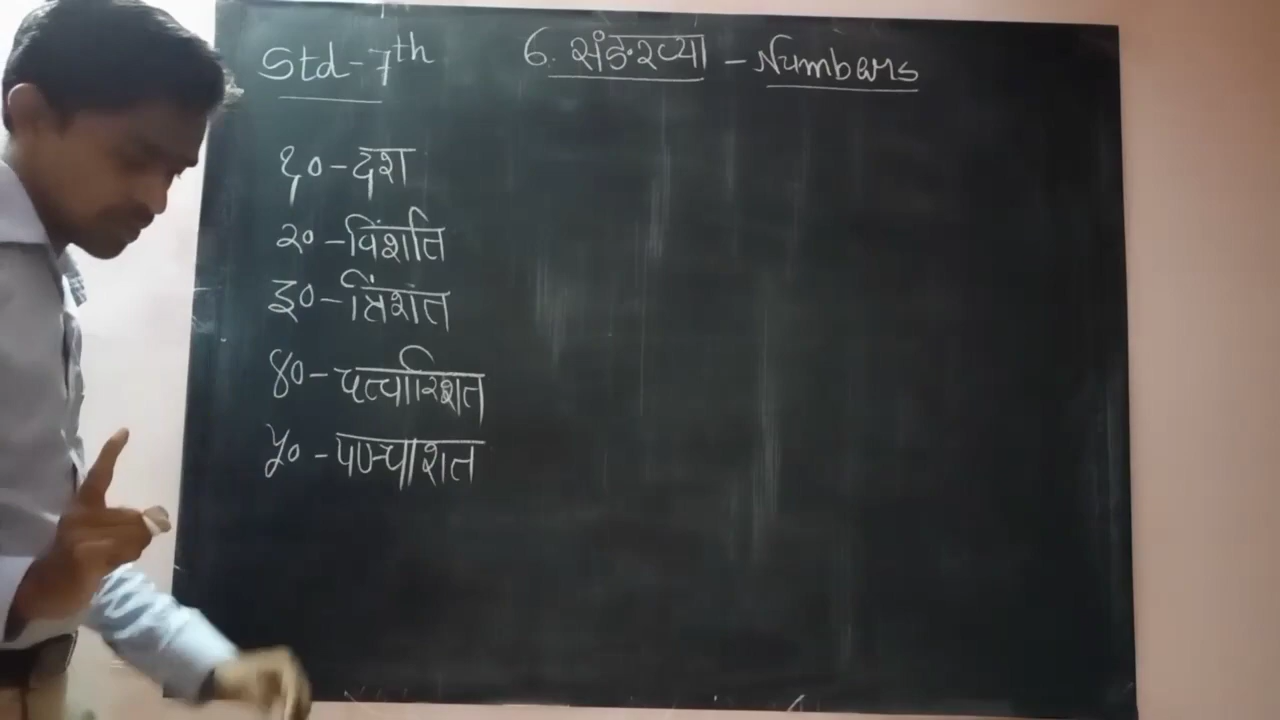 Std-7th
6. संङ.ख्या - Numbers
१० - दश
२० - विंशति
३० - त्रिंशत
४० - चत्वारिंशत
५० - पञ्चाशत